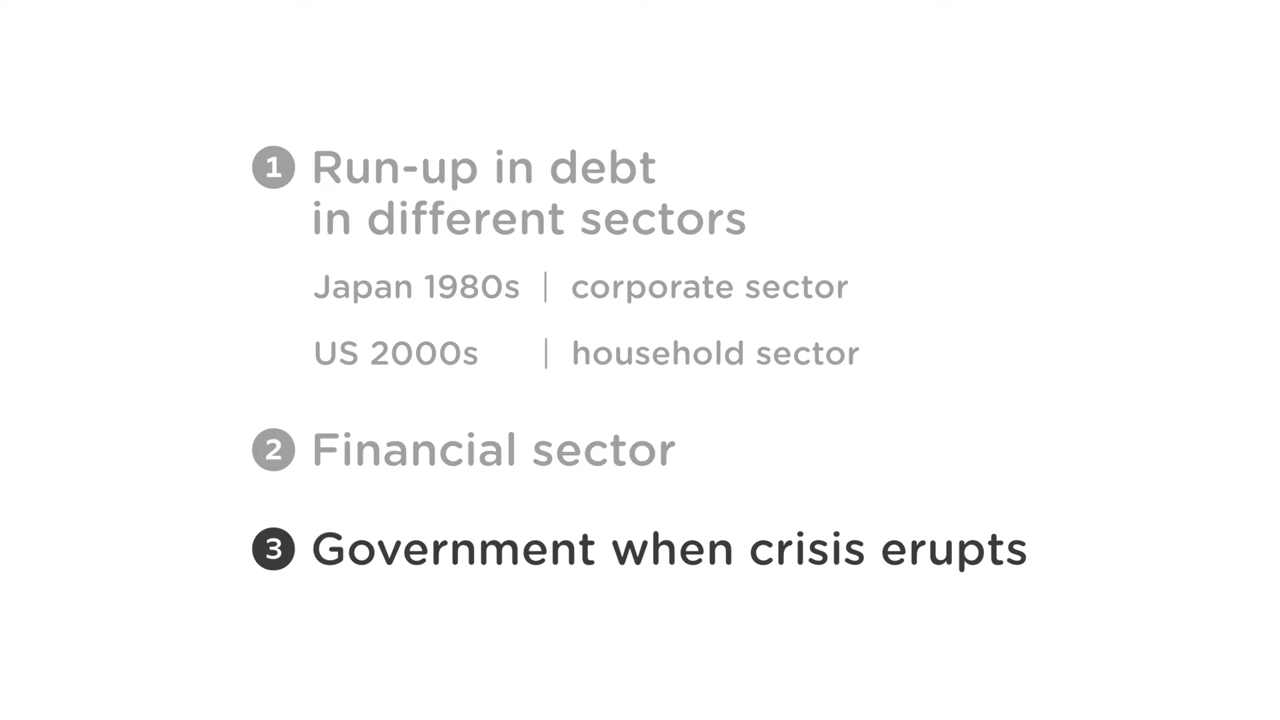 1 Run-up in debt
in different sectors
Japan 1980s | corporate sector
US 2000s | household sector
2 Financial sector
3 Government when crisis erupts